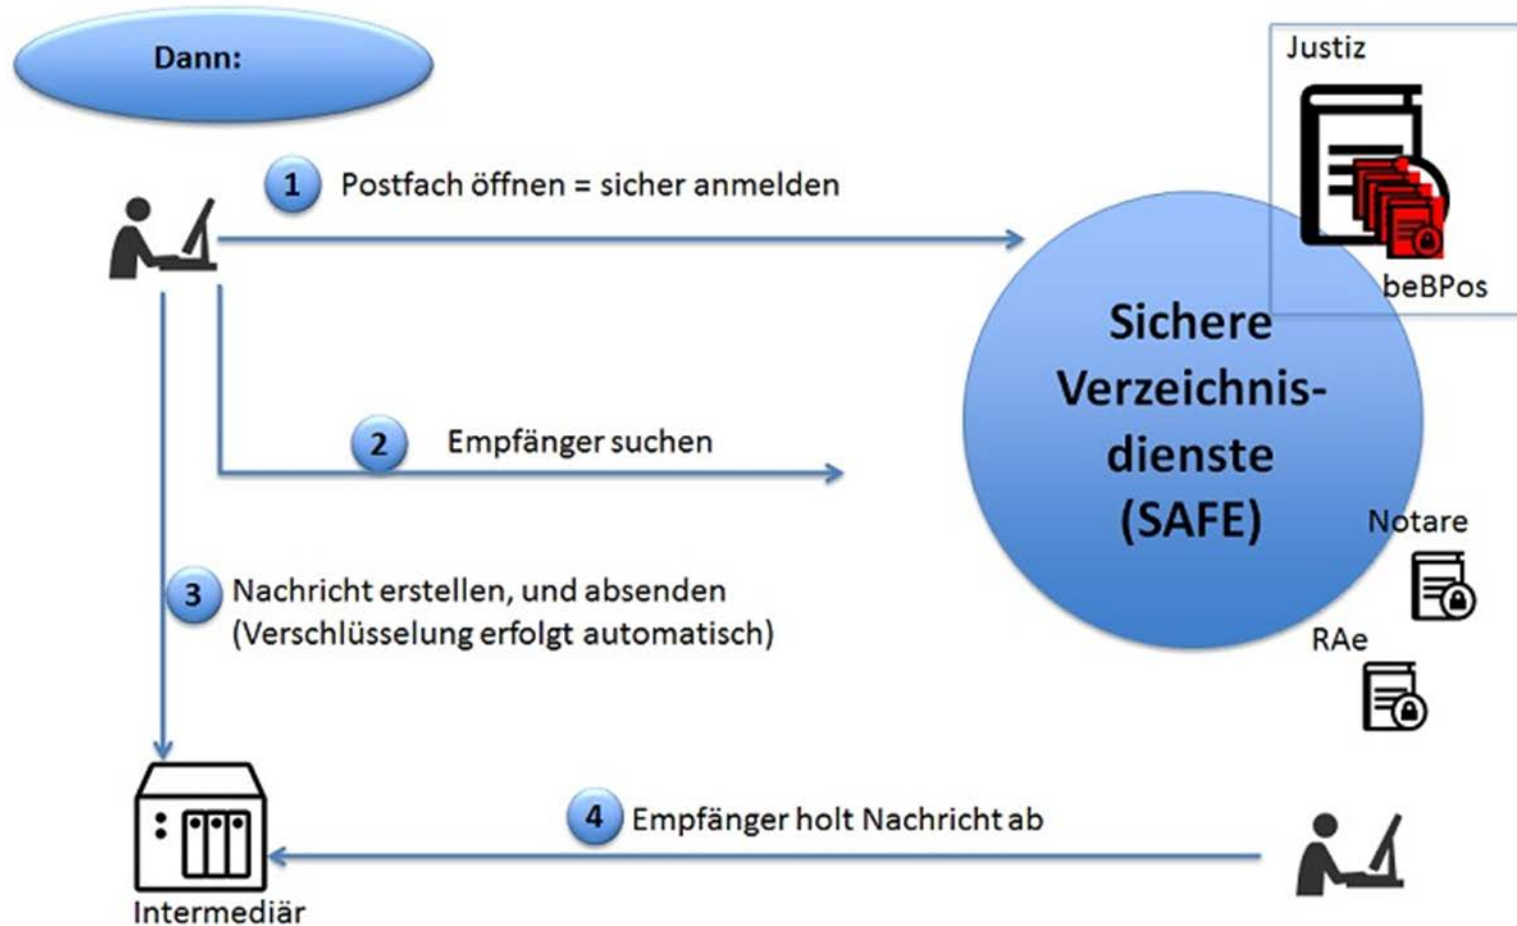 Dann:
Justiz
1 Postfach öffnen = sicher anmelden
beBPos
Sichere
Verzeichnis-
dienste
(SAFE)
2 Empfänger suchen
Notare
3 Nachricht erstellen, und absenden
(Verschlüsselung erfolgt automatisch)
RAe
4 Empfänger holt Nachricht ab
Intermediär